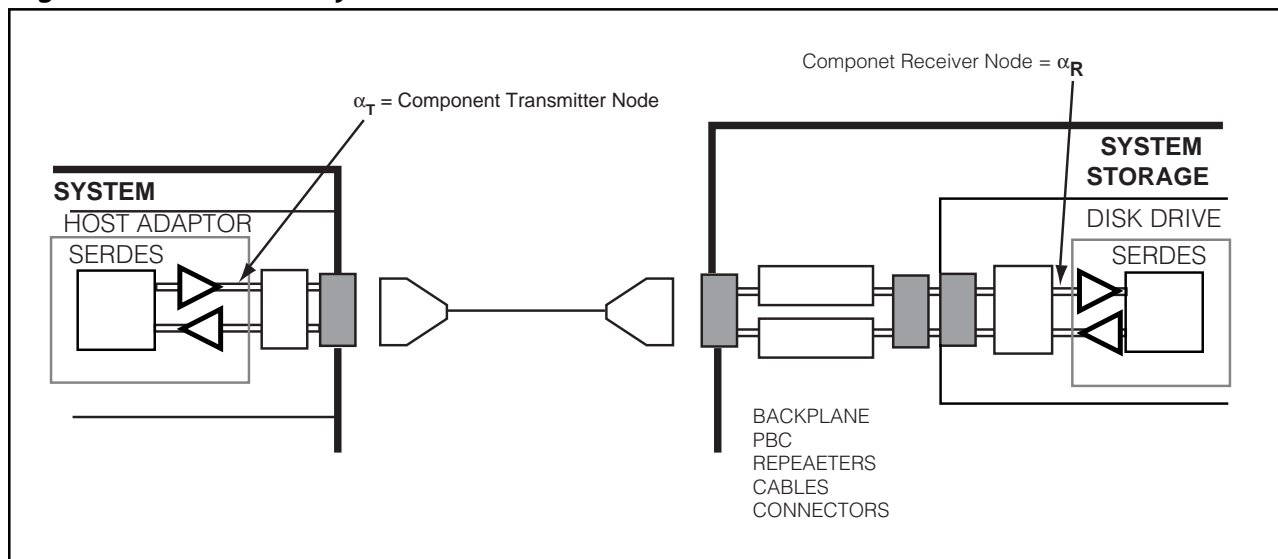 Componet Receiver Node = αR
αT = Component Transmitter Node
SYSTEM
STORAGE
SYSTEM
HOST ADAPTOR
SERDES
DISK DRIVE
SERDES
BACKPLANE
PBC
REPEAETERS
CABLES
CONNECTORS